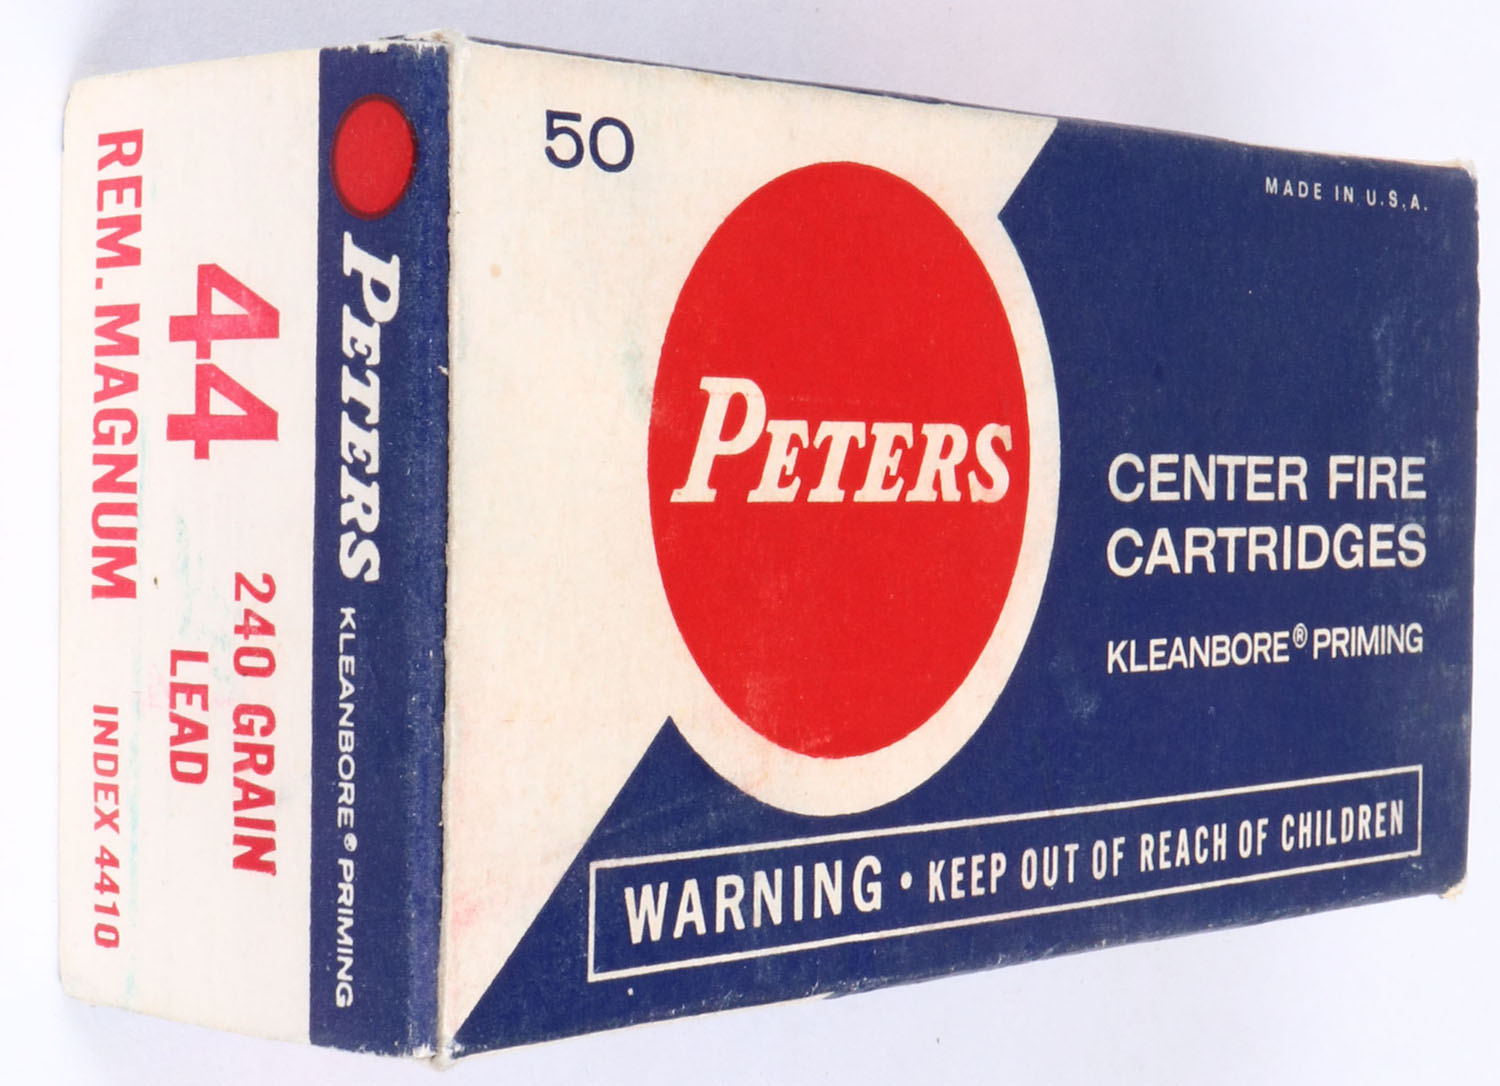 50
MADE IN U.S.A.
PETERS
CENTER FIRE
CARTRIDGES
KLEANBORE® PRIMING
WARNING • KEEP OUT OF REACH OF CHILDREN
PETERS KLEANBORE® PRIMING
240 GRAIN
44 LEAD
REM. MAGNUM INDEX 4410